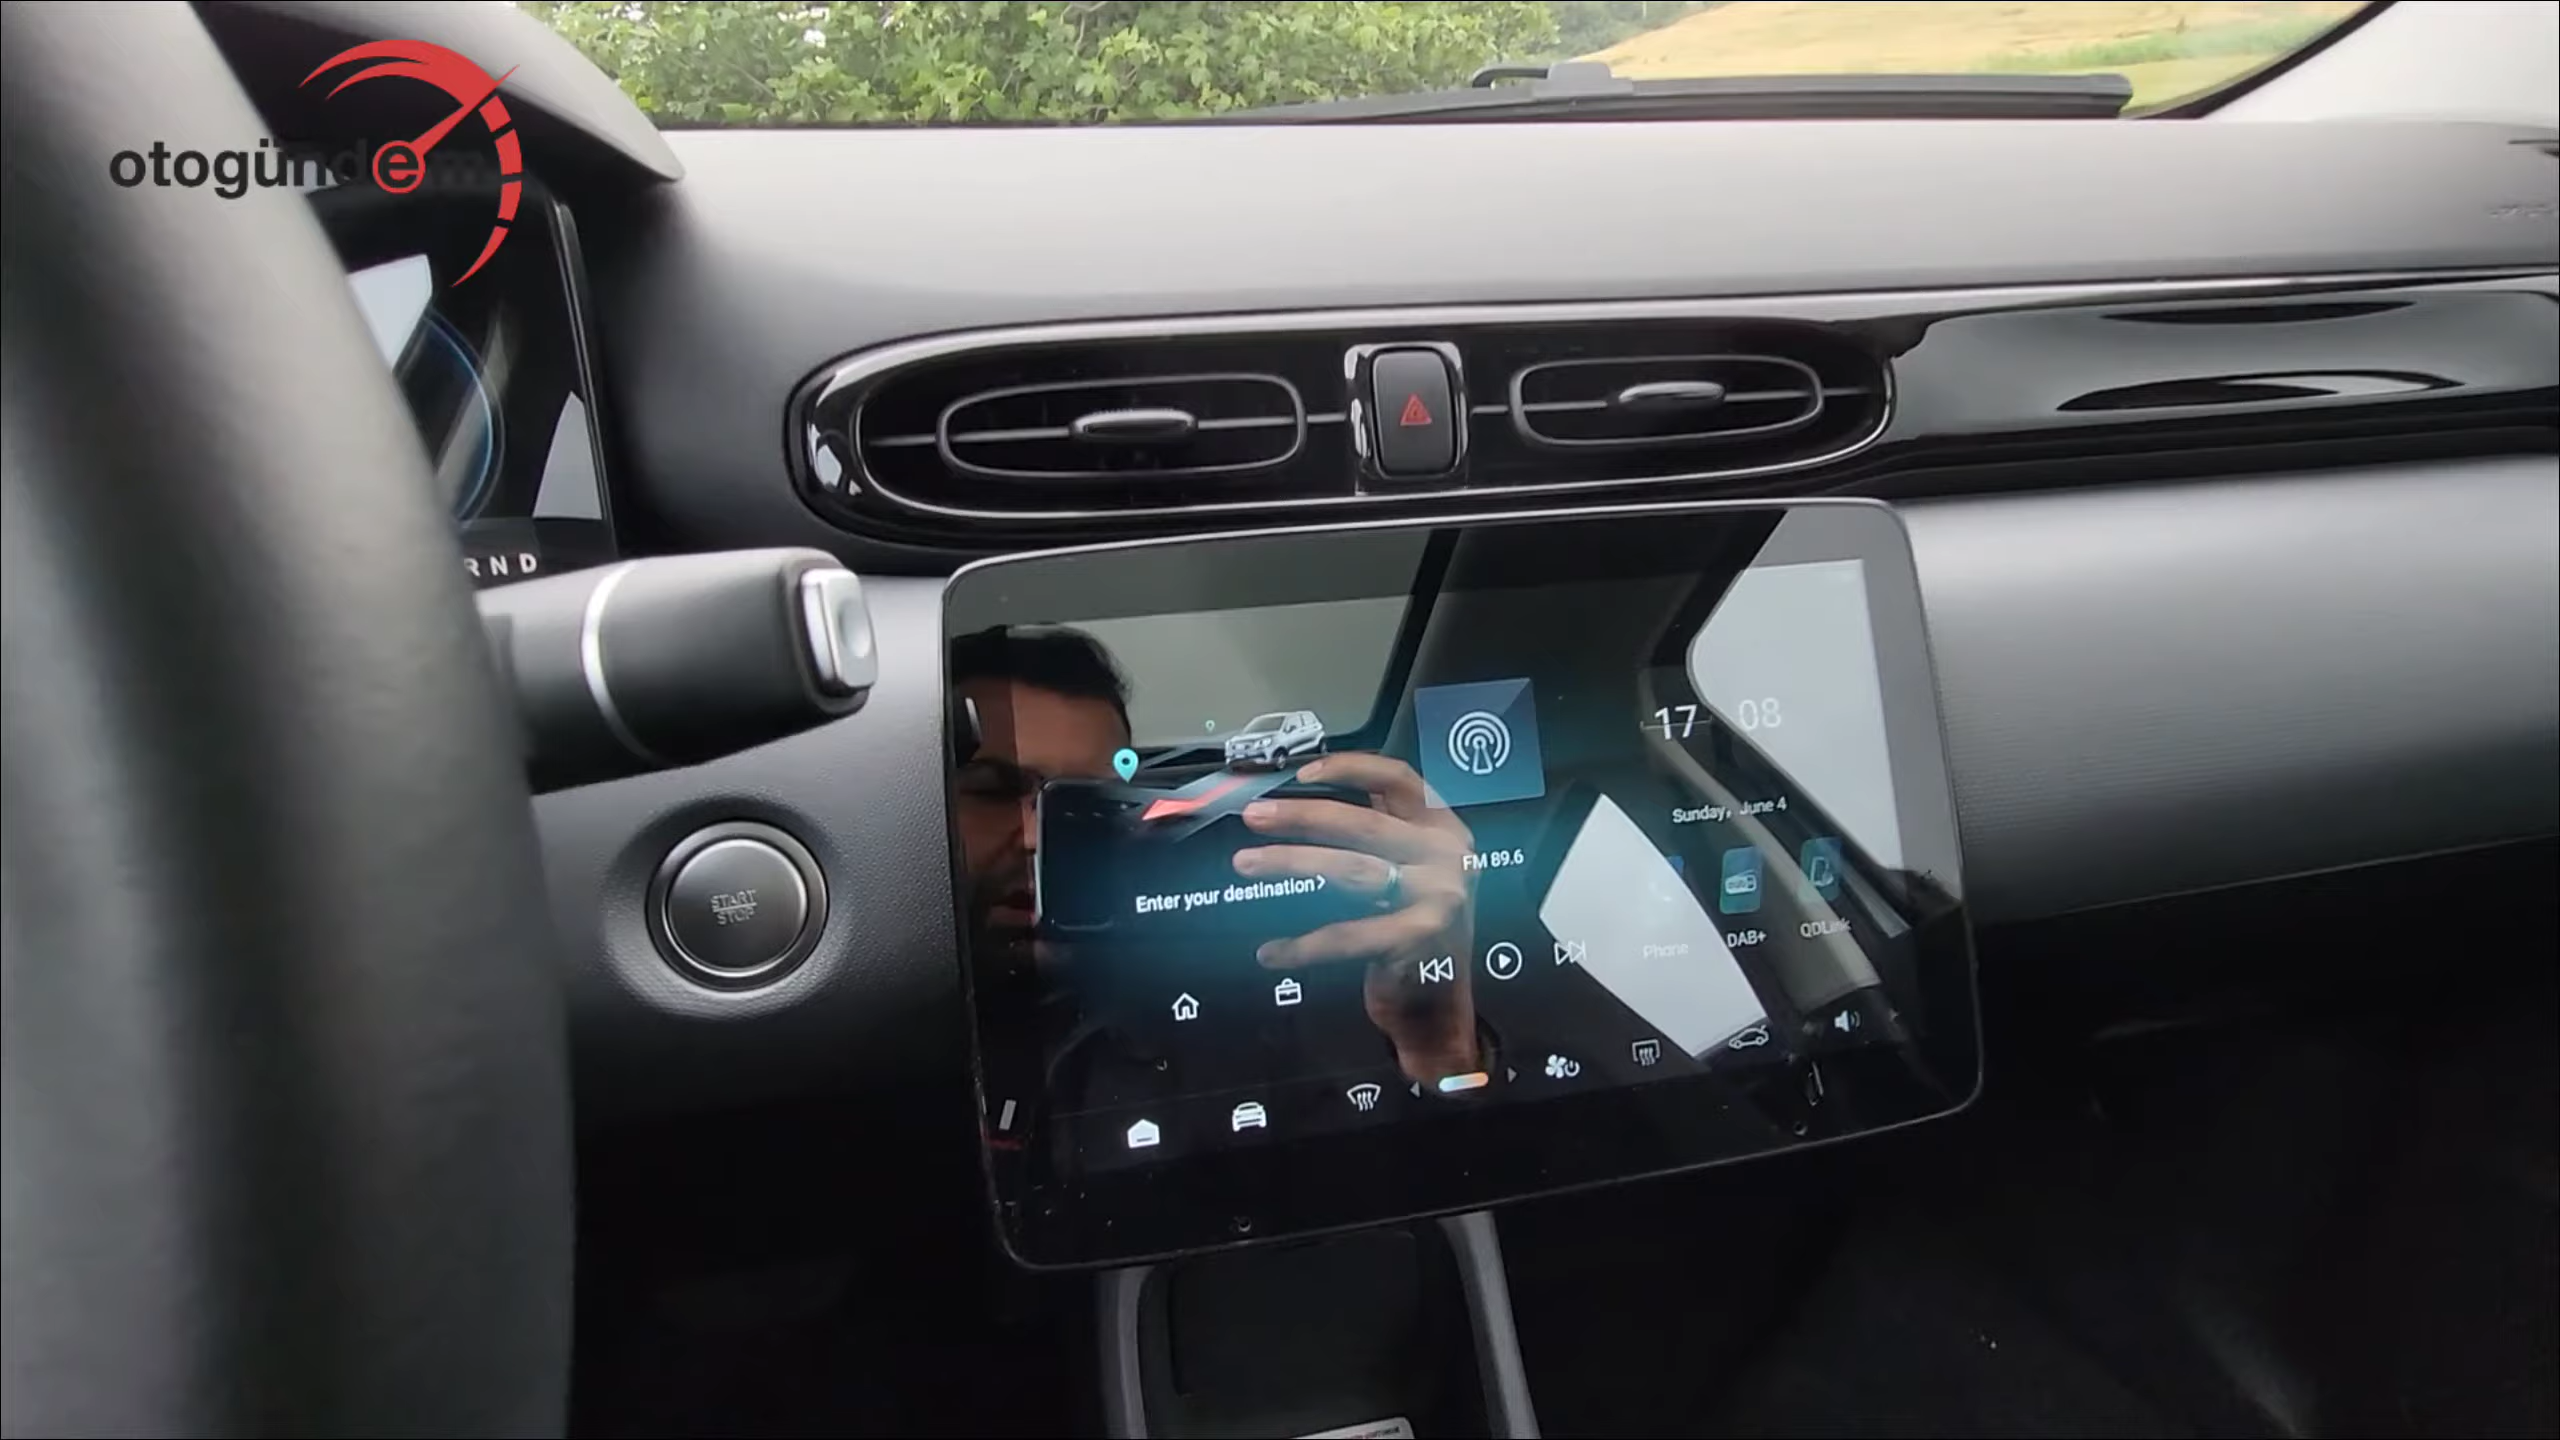 otogündem
RND
START
STOP
17 08
Sunday, June 4
FM 89.6
Enter your destination>
Phone
DAB+
QDLink